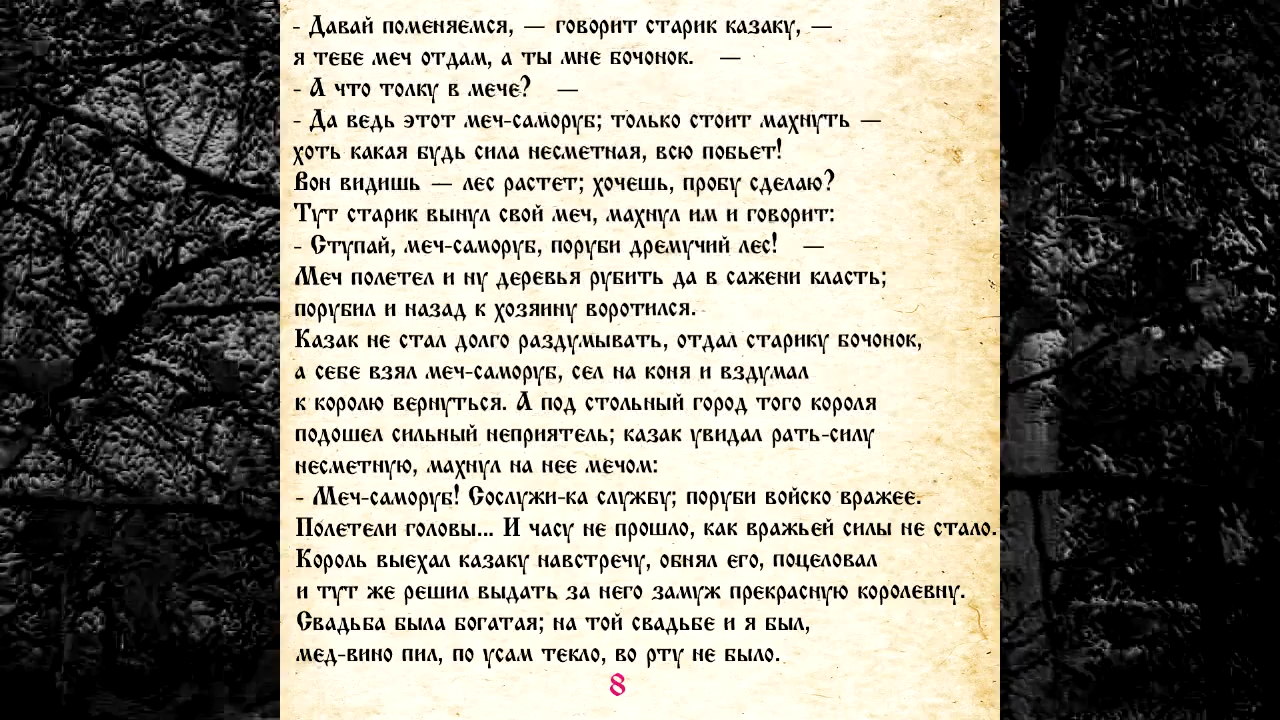 - Давай поменяемся, — говорит старик казаку, —
я тебе меч отдам, а ты мне бочонок. —
- А что толку в мече? —
- Да ведь этот меч-саморуб; только стоит махнуть —
хоть какая будь сила несметная, всю побьет!
Вон видишь — лес растет; хочешь, пробу сделаю?
Тут старик вынул свой меч, махнул им и говорит:
- Ступай, меч-саморуб, поруби дремучий лес! —
Меч полетел и ну деревья рубить да в сажени класть;
порубил и назад к хозяину воротился.
Казак не стал долго раздумывать, отдал старику бочонок,
а себе взял меч-саморуб, сел на коня и вздумал
к королю вернуться. А под стольный город того короля
подошел сильный неприятель; казак увидал рать-силу
несметную, махнул на нее мечом:
- Меч-саморуб! Сослужи-ка службу; поруби войско вражее.
Полетели головы... И часу не прошло, как вражьей силы не стало.
Король выехал казаку навстречу, обнял его, поцеловал
и тут же решил выдать за него замуж прекрасную королевну.
Свадьба была богатая; на той свадьбе и я был,
мед-вино пил, по усам текло, во рту не было.
8